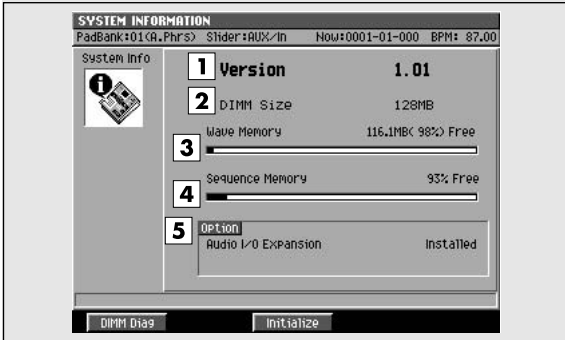 SYSTEM INFORMATION
PadBank:01(A.Phrs) Slider:AUX/In Now:0001-01-000 BPM: 87.00
System Info
1 Version 1.01
2 DIMM Size 128MB
Wave Memory 116.1MB( 98%) Free
3
Sequence Memory 93% Free
4
5 Option
Audio I/O Expansion Installed
DIMM Diag Initialize